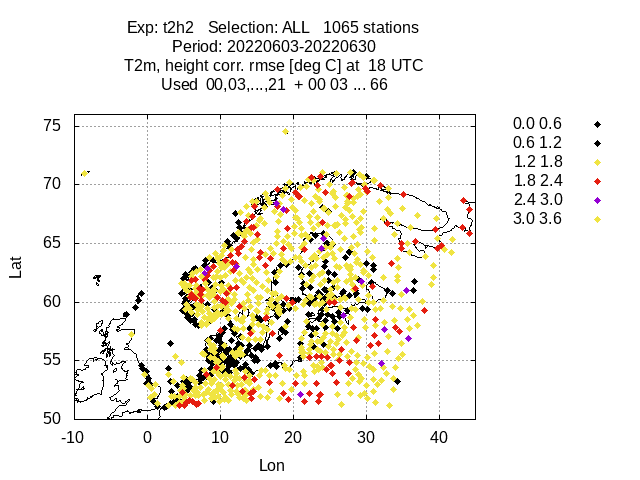 Exp: t2h2   Selection: ALL   1065 stations
Period: 20220603-20220630
T2m, height corr. rmse [deg C] at  18 UTC
Used  00,03,...,21  + 00 03 ... 66
0.0 0.6
0.6 1.2
1.2 1.8
1.8 2.4
2.4 3.0
3.0 3.6
75
70
65
60
55
50
Lat
-10 0 10 20 30 40
Lon